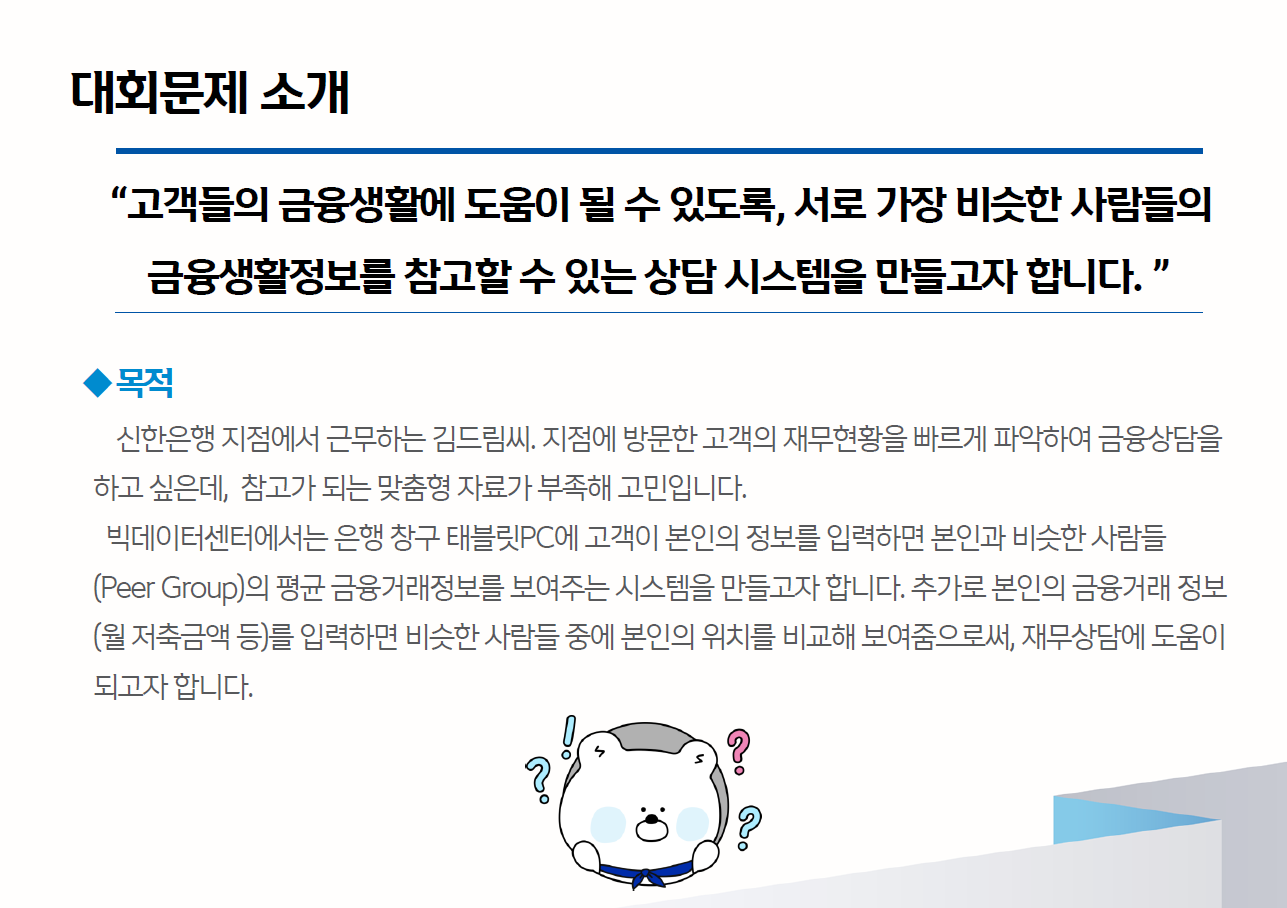 대회문제 소개
“고객들의 금융생활에 도움이 될 수 있도록, 서로 가장 비슷한 사람들의
금융생활정보를 참고할 수 있는 상담 시스템을 만들고자 합니다. ”
◆목적
신한은행 지점에서 근무하는 김드림씨. 지점에 방문한 고객의 재무현황을 빠르게 파악하여 금융상담을
하고 싶은데, 참고가 되는 맞춤형 자료가 부족해 고민입니다.
빅데이터센터에서는 은행 창구 태블릿PC에 고객이 본인의 정보를 입력하면 본인과 비슷한 사람들
(Peer Group)의 평균 금융거래정보를 보여주는 시스템을 만들고자 합니다. 추가로 본인의 금융거래 정보
(월 저축금액 등)를 입력하면 비슷한 사람들 중에 본인의 위치를 비교해 보여줌으로써, 재무상담에 도움이
되고자 합니다.
! ?
? ?